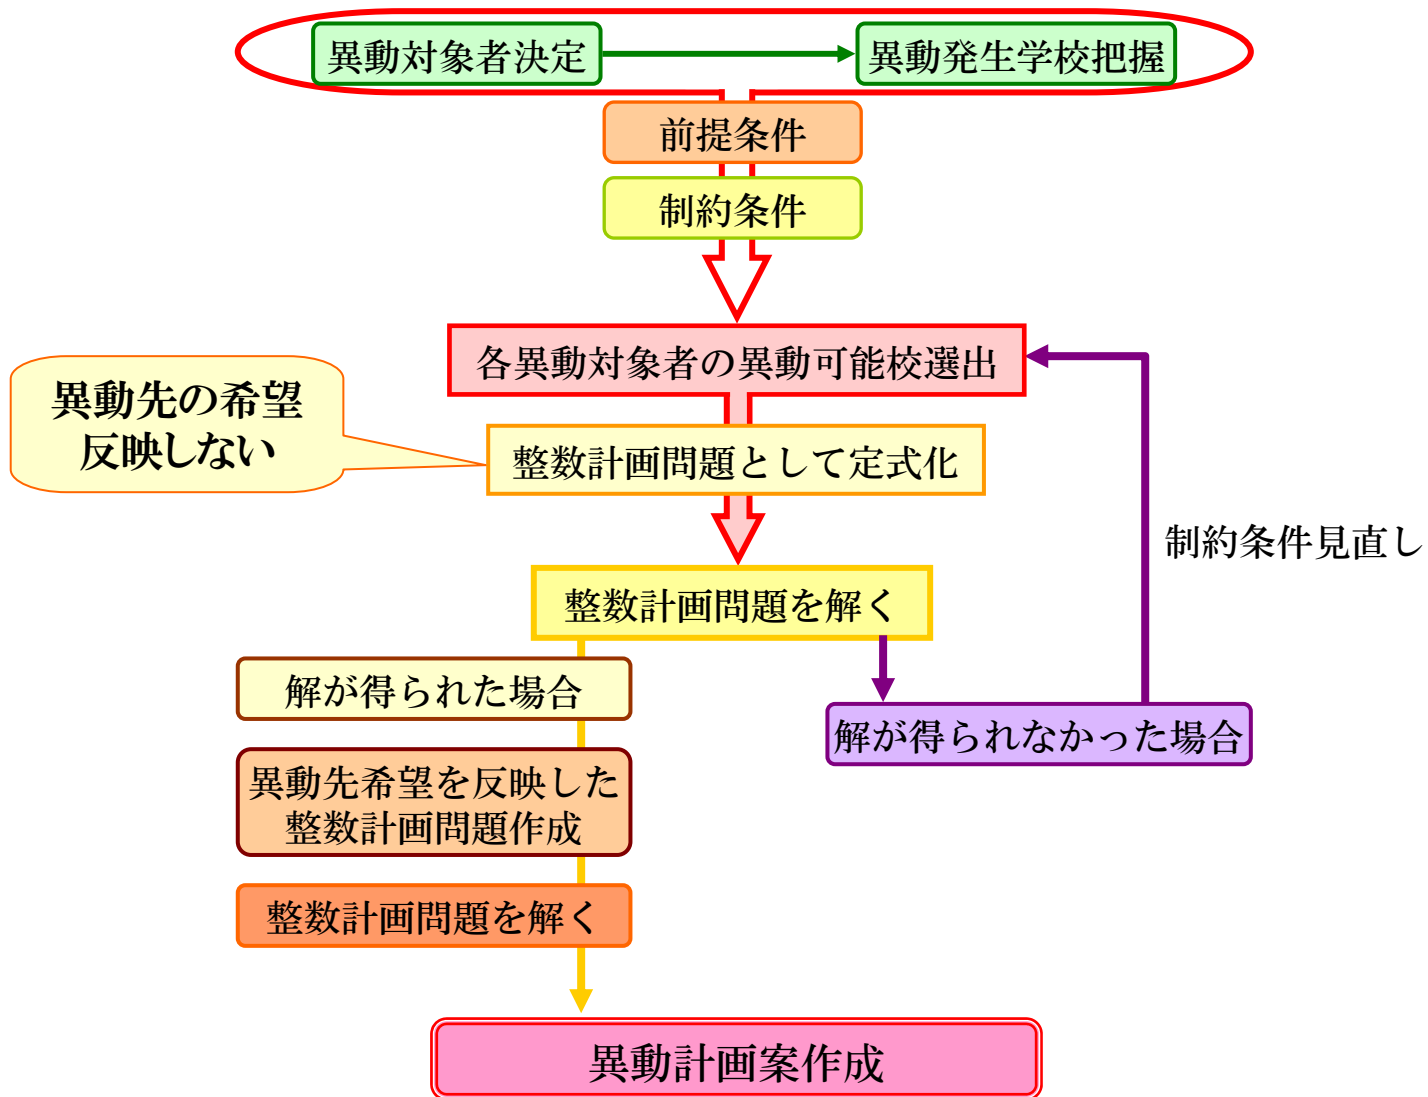 異動対象者決定
異動発生学校把握
前提条件
制約条件
各異動対象者の異動可能校選出
異動先の希望
反映しない
整数計画問題として定式化
制約条件見直し
整数計画問題を解く
解が得られた場合
解が得られなかった場合
異動先希望を反映した
整数計画問題作成
整数計画問題を解く
異動計画案作成